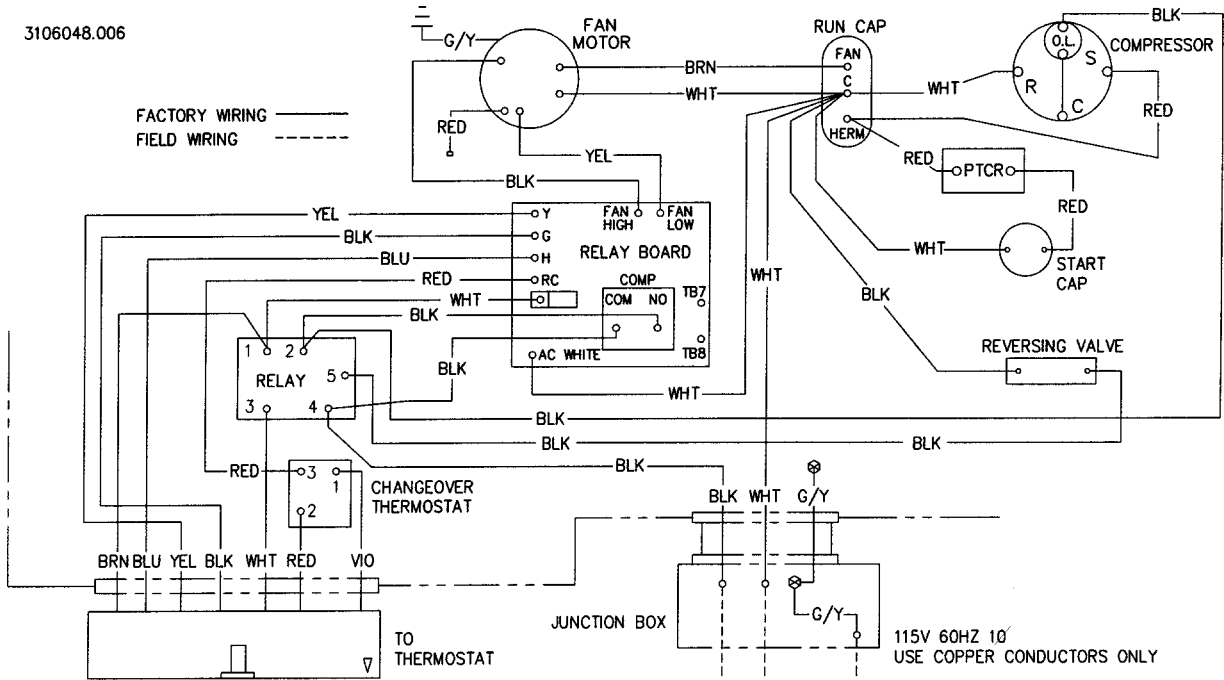 3106048.006
FACTORY WIRING
FIELD WIRING
G/Y
FAN
MOTOR
RUN CAP
FAN
C
HERM
BLK
O.L.
S
R
C
COMPRESSOR
BRN
WHT
WHT
RED
RED
YEL
BLK
RED
PTCR
RED
WHT
START
CAP
YEL
BLK
BLU
RED
WHT
BLK
Y
G
H
RC
FAN
HIGH
FAN
LOW
RELAY BOARD
COMP
COM NO
TB7
TB8
AC WHITE
WHT
BLK
REVERSING VALVE
1 2
RELAY
5
3 4
BLK
WHT
BLK
BLK
BLK
BLK
RED
3
1
2
CHANGEOVER
THERMOSTAT
BLK WHT G/Y
BRN BLU YEL BLK WHT RED VIO
JUNCTION BOX
G/Y
TO
THERMOSTAT
115V 60HZ 1Ø
USE COPPER CONDUCTORS ONLY